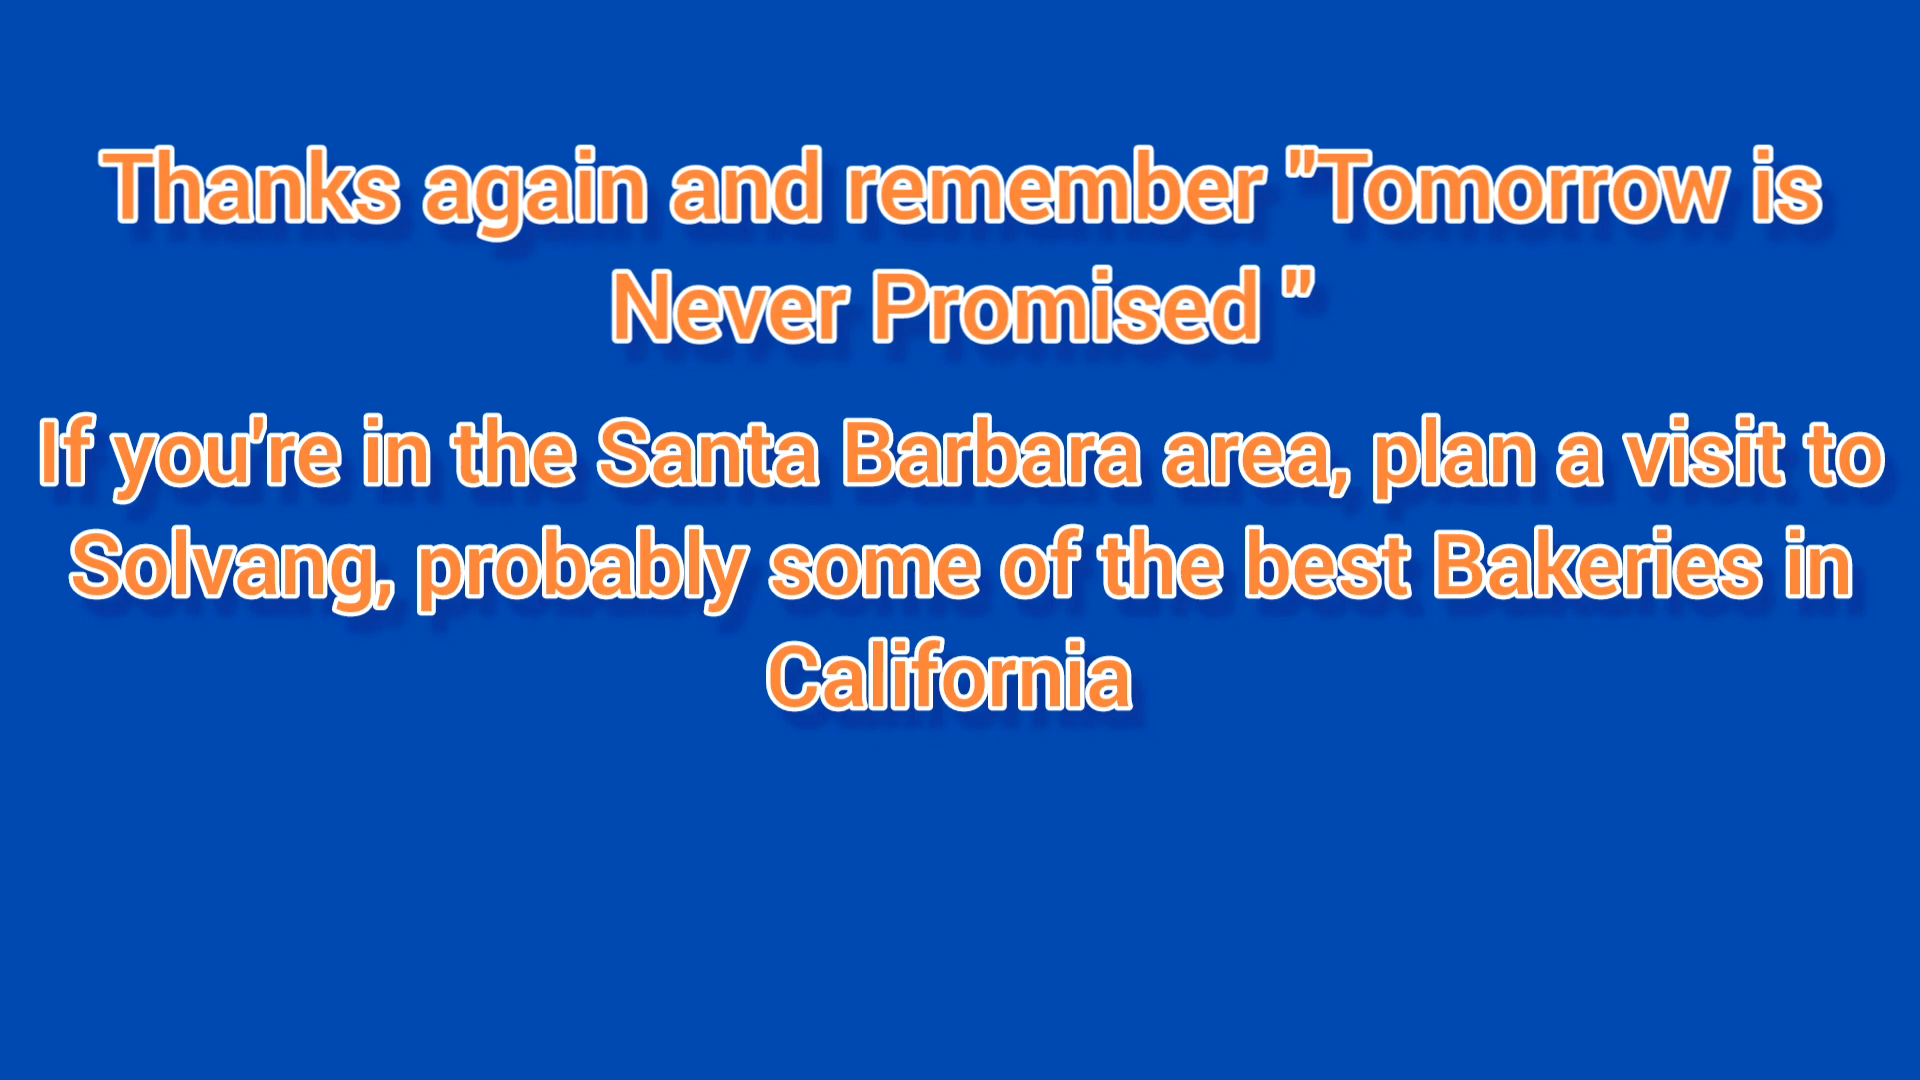 Thanks again and remember "Tomorrow is
Never Promised "
If you're in the Santa Barbara area, plan a visit to
Solvang, probably some of the best Bakeries in
California